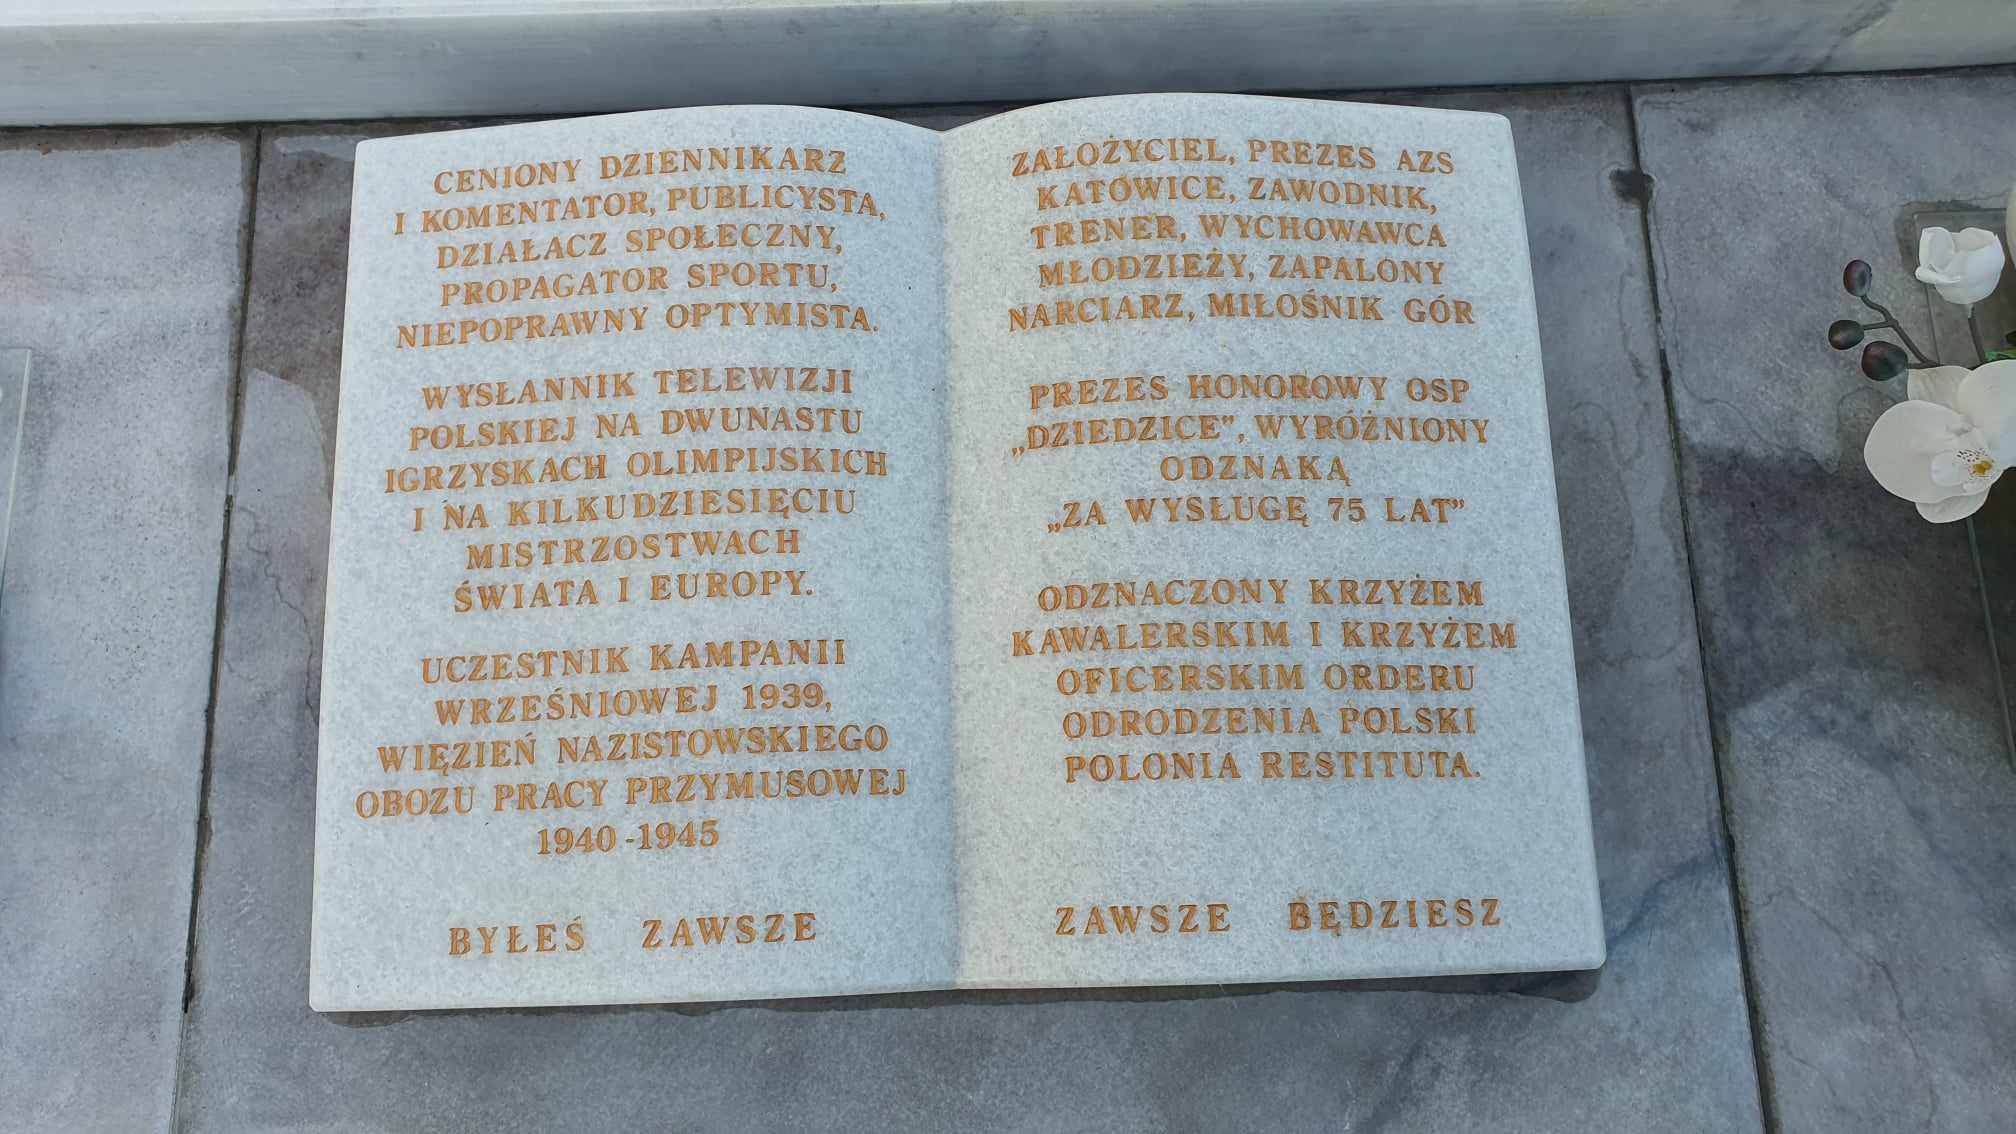 CENIONY DZIENNIKARZ
I KOMENTATOR, PUBLICYSTA,
DZIAŁACZ SPOŁECZNY,
PROPAGATOR SPORTU,
NIEPOPRAWNY OPTYMISTA.
WYSŁANNIK TELEWIZJI
POLSKIEJ NA DWUNASTU
IGRZYSKACH OLIMPIJSKICH
I NA KILKUDZIESIĘCIU
MISTRZOSTWACH
ŚWIATA I EUROPY.
UCZESTNIK KAMPANII
WRZEŚNIOWEJ 1939,
WIĘZIEŃ NAZISTOWSKIEGO
OBOZU PRACY PRZYMUSOWEJ
1940 -1945
BYŁEŚ ZAWSZE
ZAŁOŻYCIEL, PREZES AZS
KATOWICE, ZAWODNIK,
TRENER, WYCHOWAWCA
MŁODZIEŻY, ZAPALONY
NARCIARZ, MIŁOŚNIK GÓR
PREZES HONOROWY OSP
„DZIEDZICE", WYRÓŻNIONY
ODZNAKĄ
„ZA WYSŁUGĘ 75 LAT"
ODZNACZONY KRZYŻEM
KAWALERSKIM I KRZYŻEM
OFICERSKIM ORDERU
ODRODZENIA POLSKI
POLONIA RESTITUTA.
ZAWSZE BĘDZIESZ